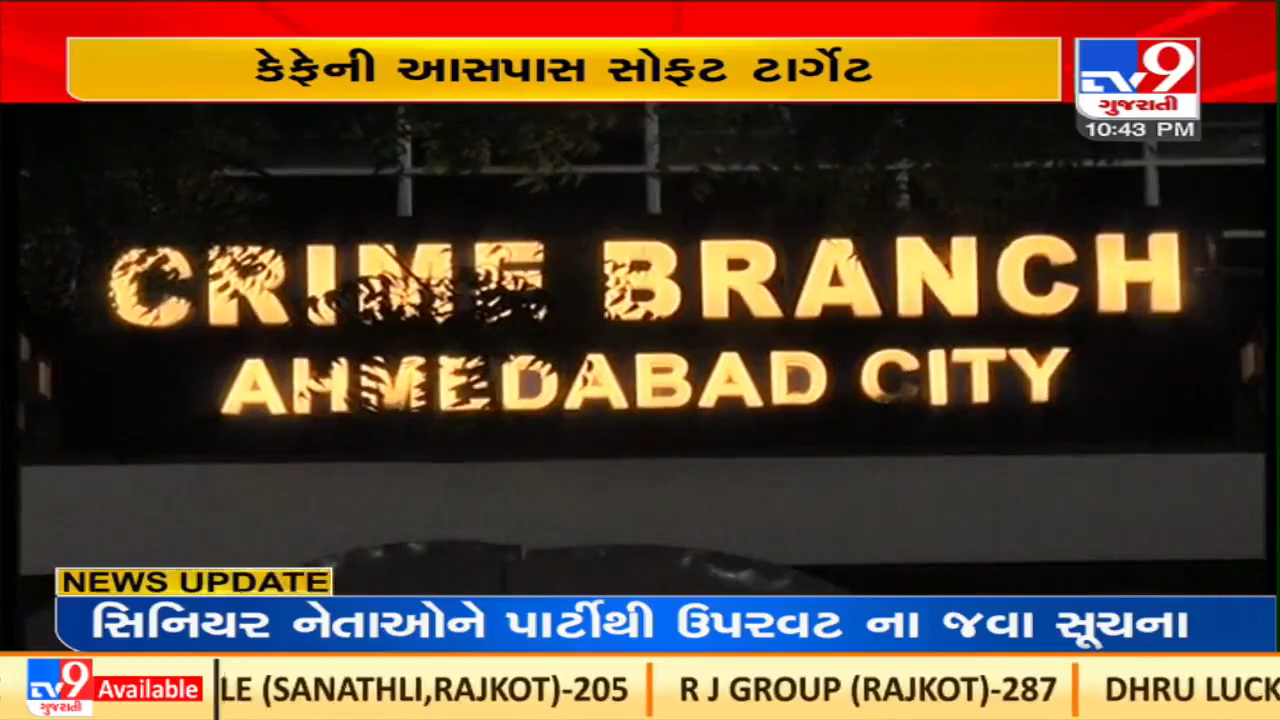 કેફેની આસપાસ સોફ્ટ ટાર્ગેટ
TV9
ગુજરાતી
10:43 PM
CRIME BRANCH
AHMEDABAD CITY
NEWS UPDATE
સિનિયર નેતાઓને પાર્ટીથી ઉપરવટ ના જવા સૂચના
TV9
ગુજરાતી
Available
LE (SANATHLI,RAJKOT)-205 R J GROUP (RAJKOT)-287 DHRU LUCK